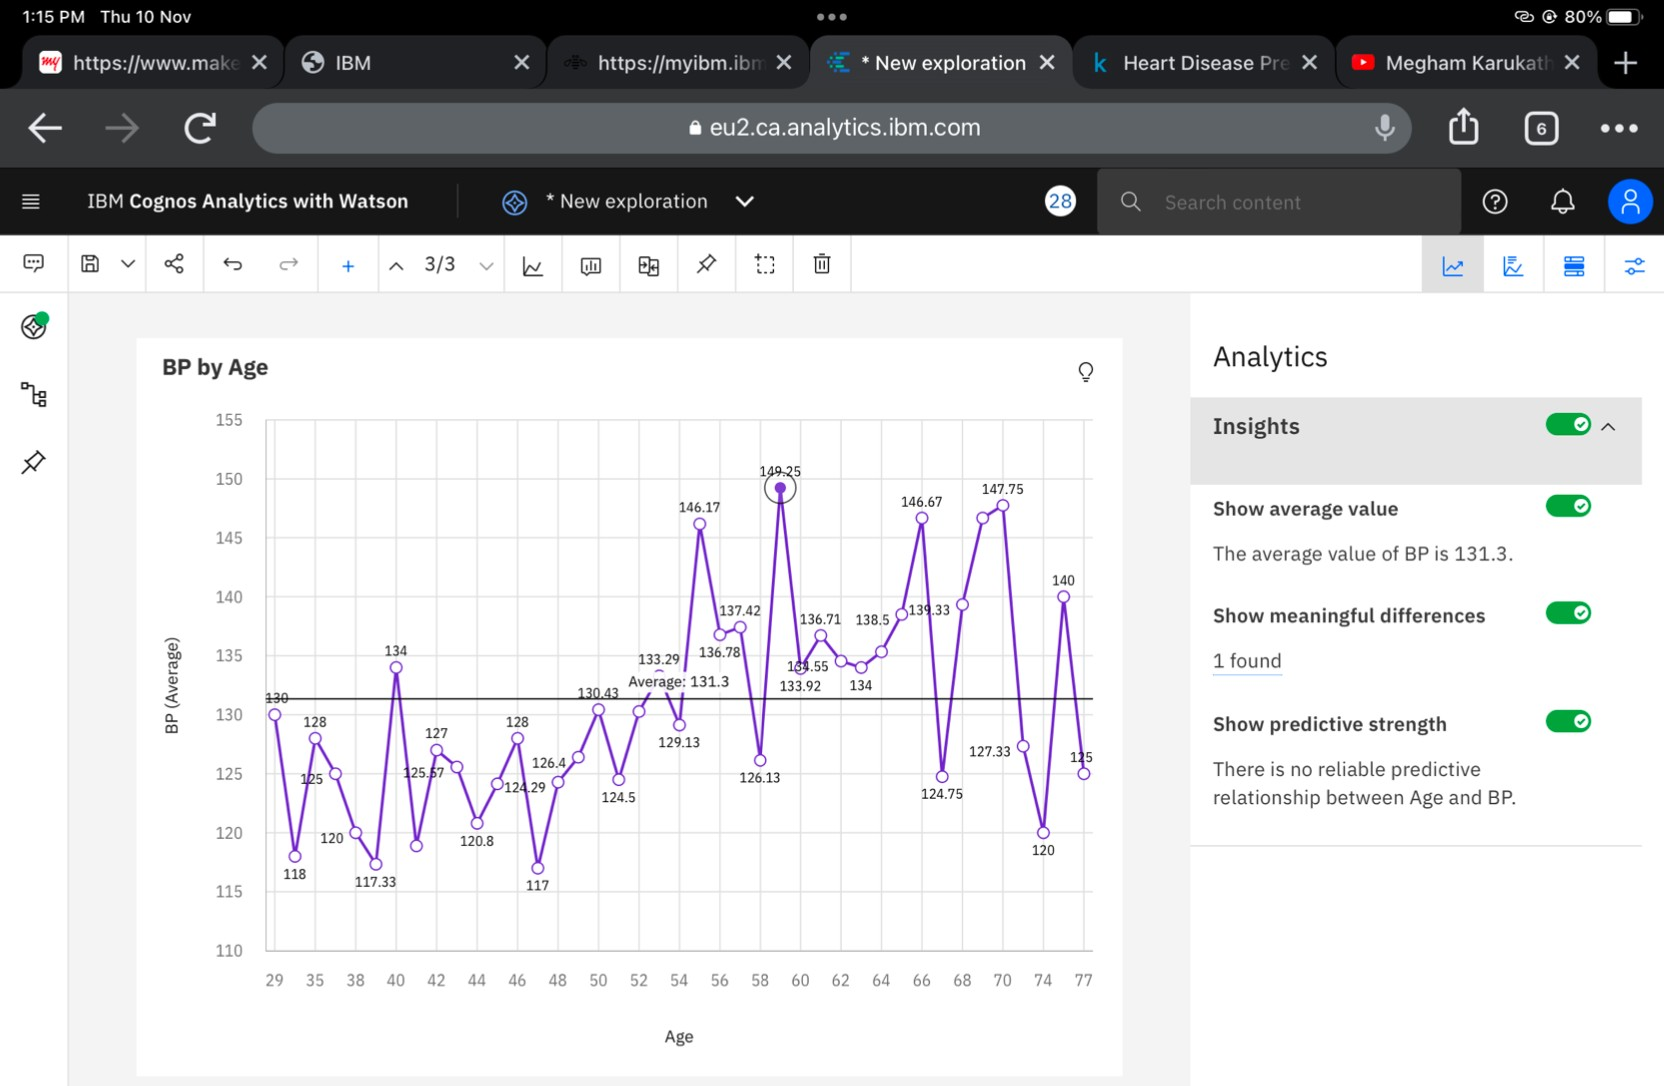 1:15 PM Thu 10 Nov
80%
my https://www.make
IBM
https://myibm.ibm
* New exploration
k Heart Disease Pre
Megham Karukath
eu2.ca.analytics.ibm.com
6
IBM Cognos Analytics with Watson
* New exploration
28
Search content
3/3
BP by Age
155
150
145
140
135
130
125
120
115
110
BP (Average)
130
118
128
125
120
117.33
134
127
125.57
120.8
124.29
128
117
126.4
130.43
124.5
133.29
Average: 131.3
129.13
146.17
136.78
137.42
126.13
149.25
133.92
136.71
134.55
134
138.5
146.67
124.75
139.33
147.75
127.33
120
140
125
29 35 38 40 42 44 46 48 50 52 54 56 58 60 62 64 66 68 70 74 77
Age
Analytics
Insights
Show average value
The average value of BP is 131.3.
Show meaningful differences
1 found
Show predictive strength
There is no reliable predictive
relationship between Age and BP.